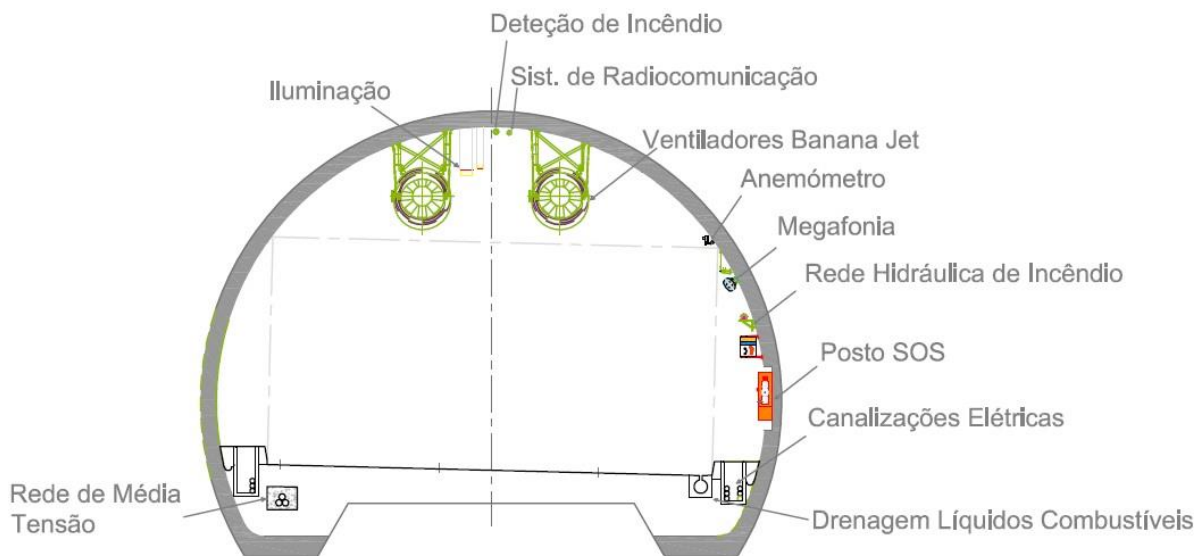 Deteção de Incêndio
Sist. de Radiocomunicação
Iluminação
Ventiladores Banana Jet
Anemómetro
Megafonia
Rede Hidráulica de Incêndio
Posto SOS
Canalizações Elétricas
Rede de Média
Tensão
Drenagem Líquidos Combustíveis